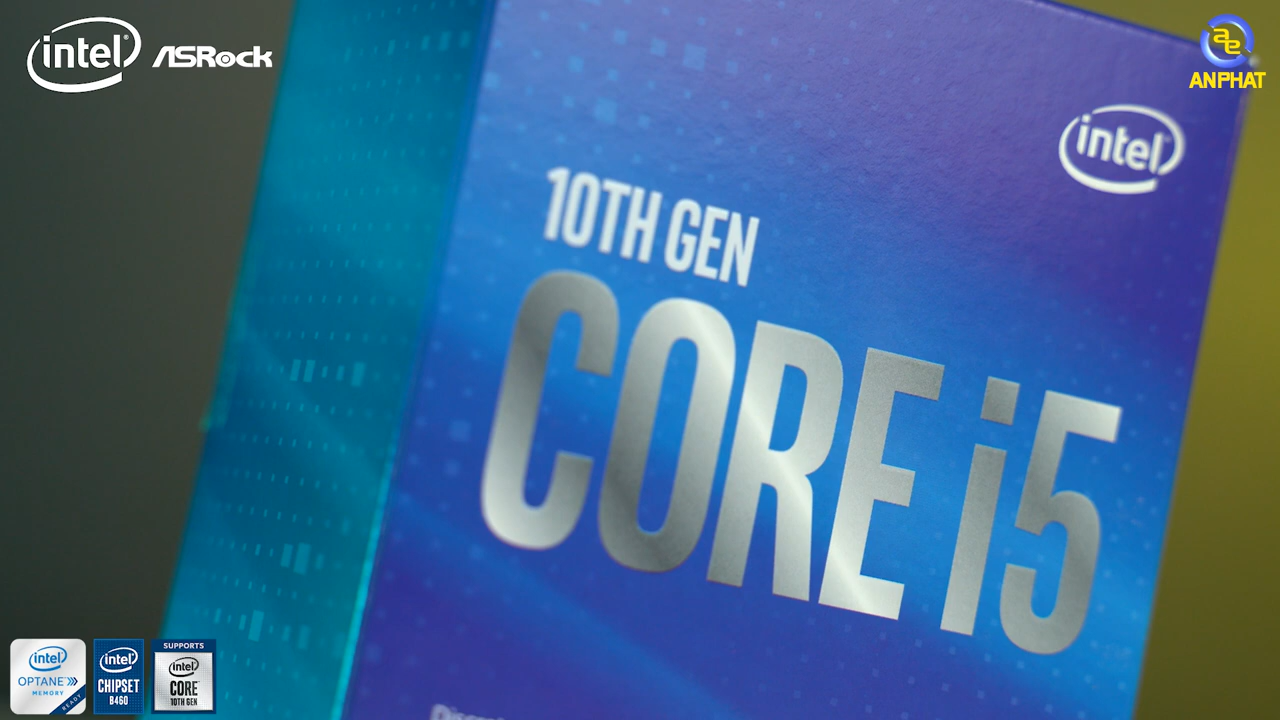 intel
ASRock
ae
ANPHAT
intel
10TH GEN
CORE i5
intel
OPTANE
MEMORY
READY
intel
CHIPSET
B460
SUPPORTS
intel
CORE
10TH GEN